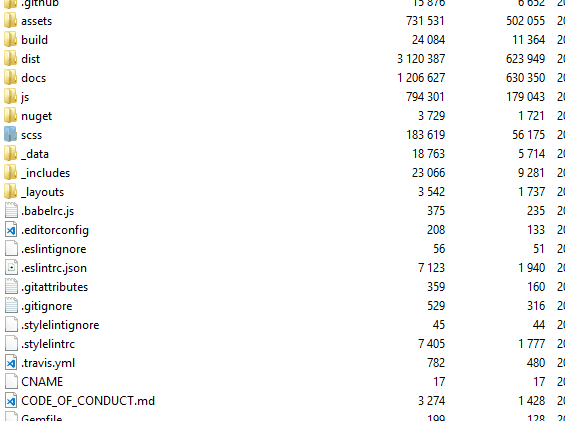 .github 15 876 6 652
assets 731 531 502 055 20
build 24 084 11 364 20
dist 3 120 387 623 949 20
docs 1 206 627 630 350 20
js 794 301 179 043 20
nuget 3 729 1 721 20
scss 183 619 56 175 20
_data 18 763 5 714 20
_includes 23 066 9 281 20
_layouts 3 542 1 737 20
.babelrc.js 375 235 20
.editorconfig 208 133 20
.eslintignore 56 51 20
.eslintrc.json 7 123 1 940 20
.gitattributes 359 160 20
.gitignore 529 316 20
.stylelintignore 45 44 20
.stylelintrc 7 405 1 777 20
.travis.yml 782 480 20
CNAME 17 17 20
CODE_OF_CONDUCT.md 3 274 1 428 20
Gemfile 199 128 20